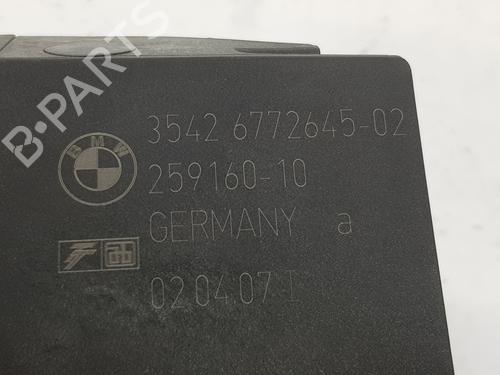 BMW
3542 6772645-02
259160-10
GERMANY a
02.04.07 I
B-PARTS